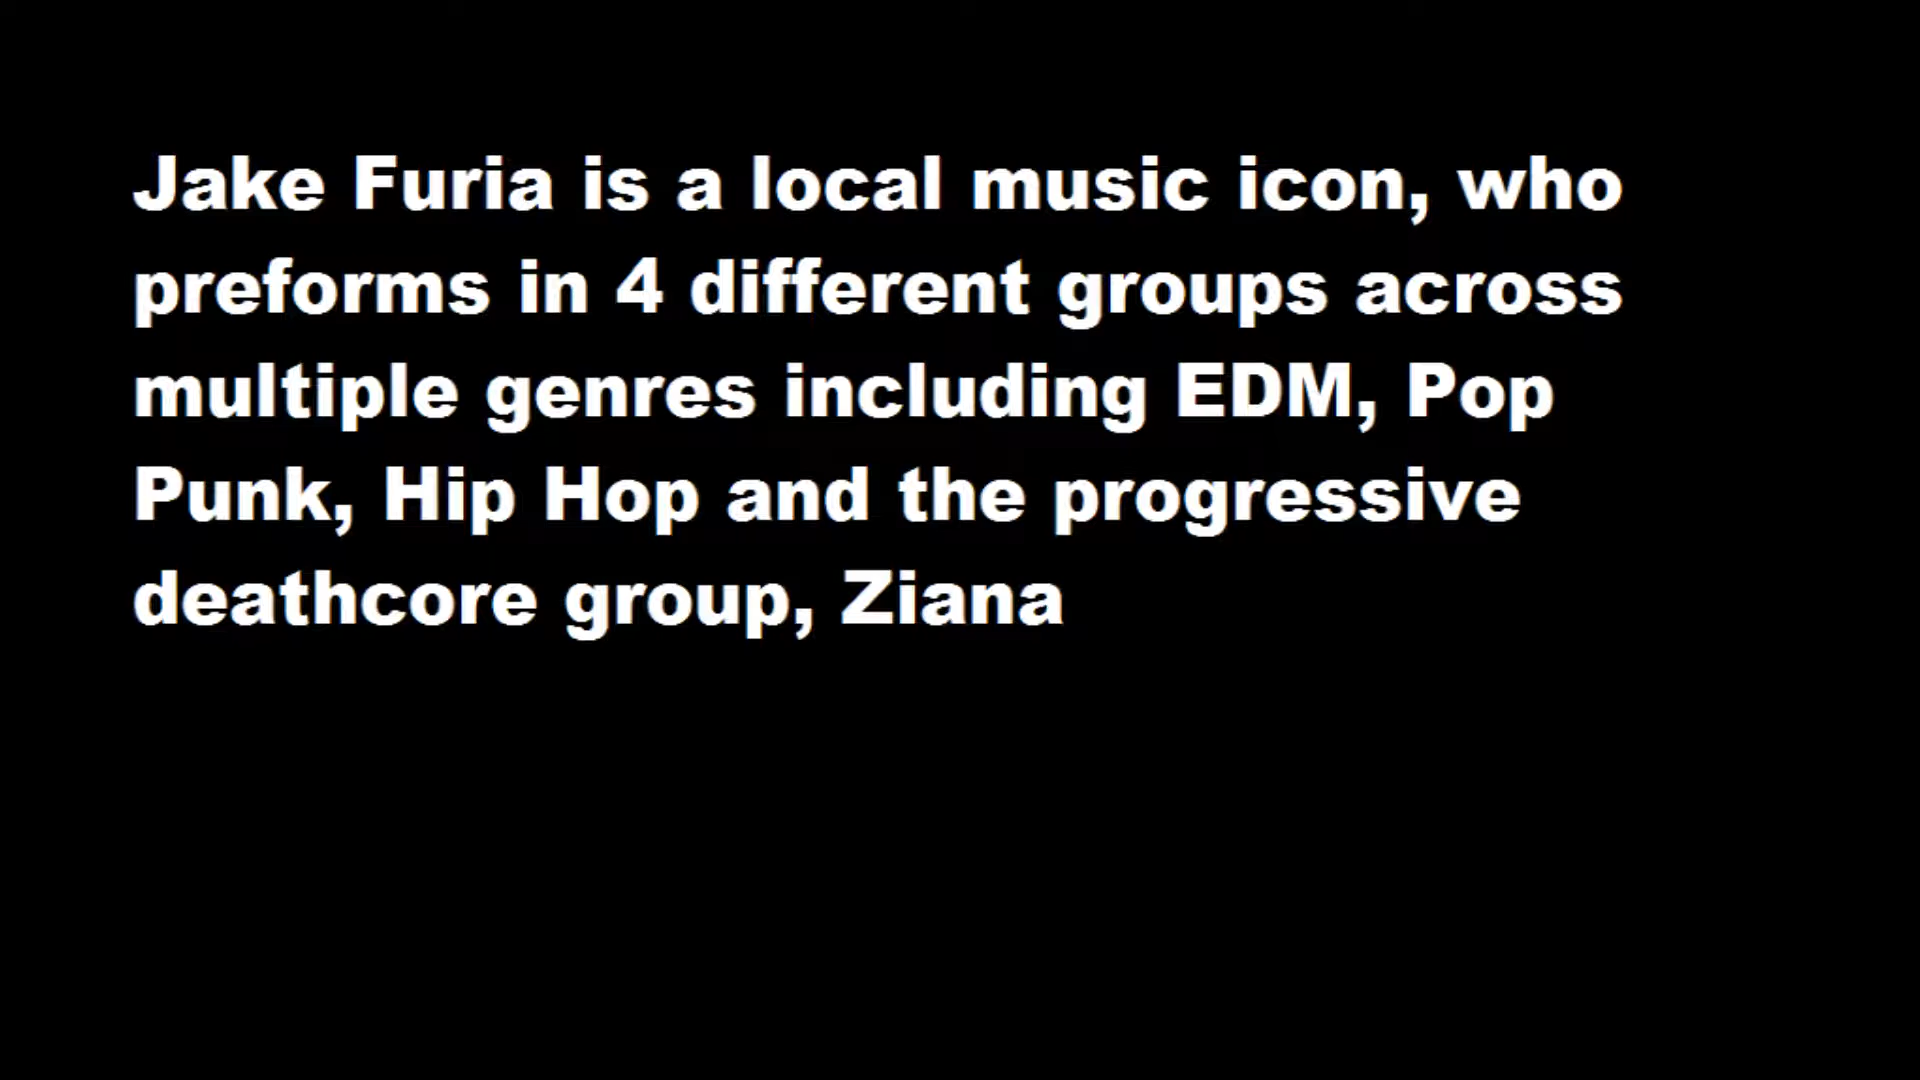 Jake Furia is a local music icon, who
preforms in 4 different groups across
multiple genres including EDM, Pop
Punk, Hip Hop and the progressive
deathcore group, Ziana